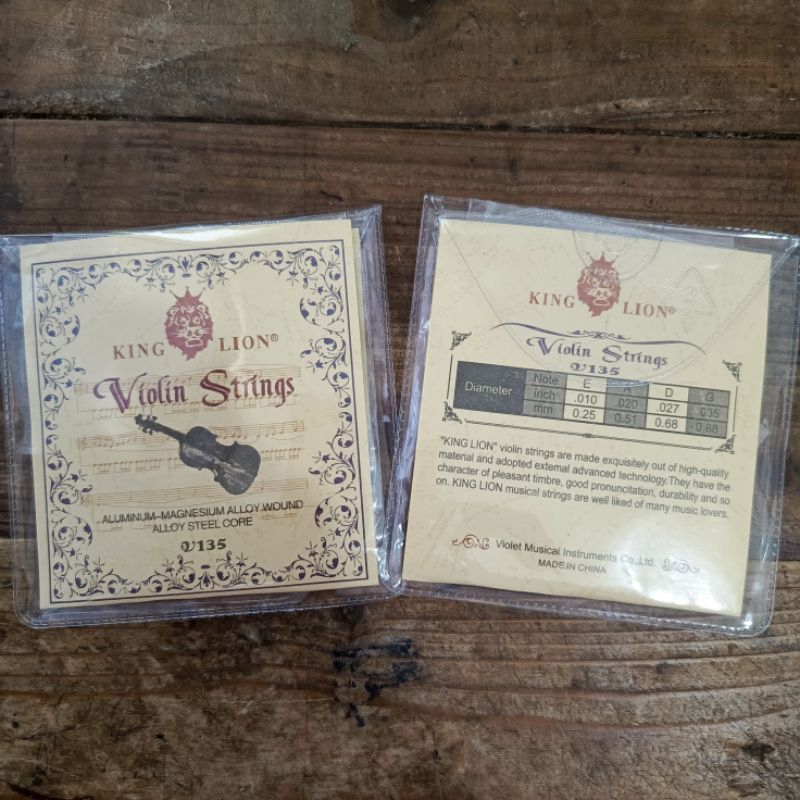 KING LION®
Violin Strings
ALUMINUM-MAGNESIUM ALLOY WOUND
ALLOY STEEL CORE
V135
KING LION®
Violin Strings
V135
Diameter Note E D G
inch .010 .020 .027 .035
mm 0.25 0.51 0.68 0.88
"KING LION" violin strings are made exquisitely out of high-quality
material and adopted external advanced technology.They have the
character of pleasant timbre, good pronuncitation, durability and so
on. KING LION musical strings are well liked of many music lovers.
Violet Musical Instruments Co.,Ltd.
MADE IN CHINA